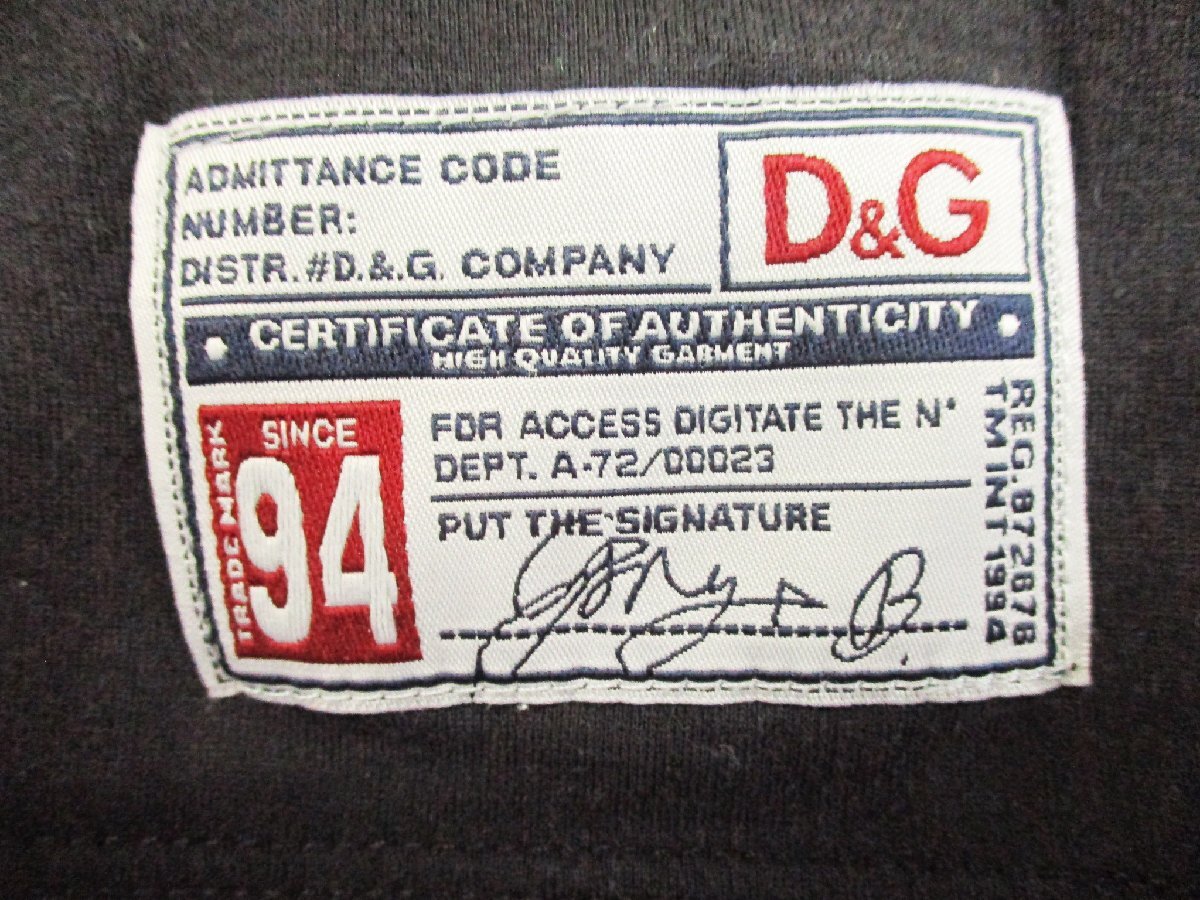 ADMITTANCE CODE
NUMBER:
DISTR.#D.&.G. COMPANY
D&G
CERTIFICATE OF AUTHENTICITY
HIGH QUALITY GARMENT
TRADE MARK
SINCE
94
FOR ACCESS DIGITATE THE N°
DEPT. A-72/00023
PUT THE SIGNATURE
REG.872878
TM INT 1994